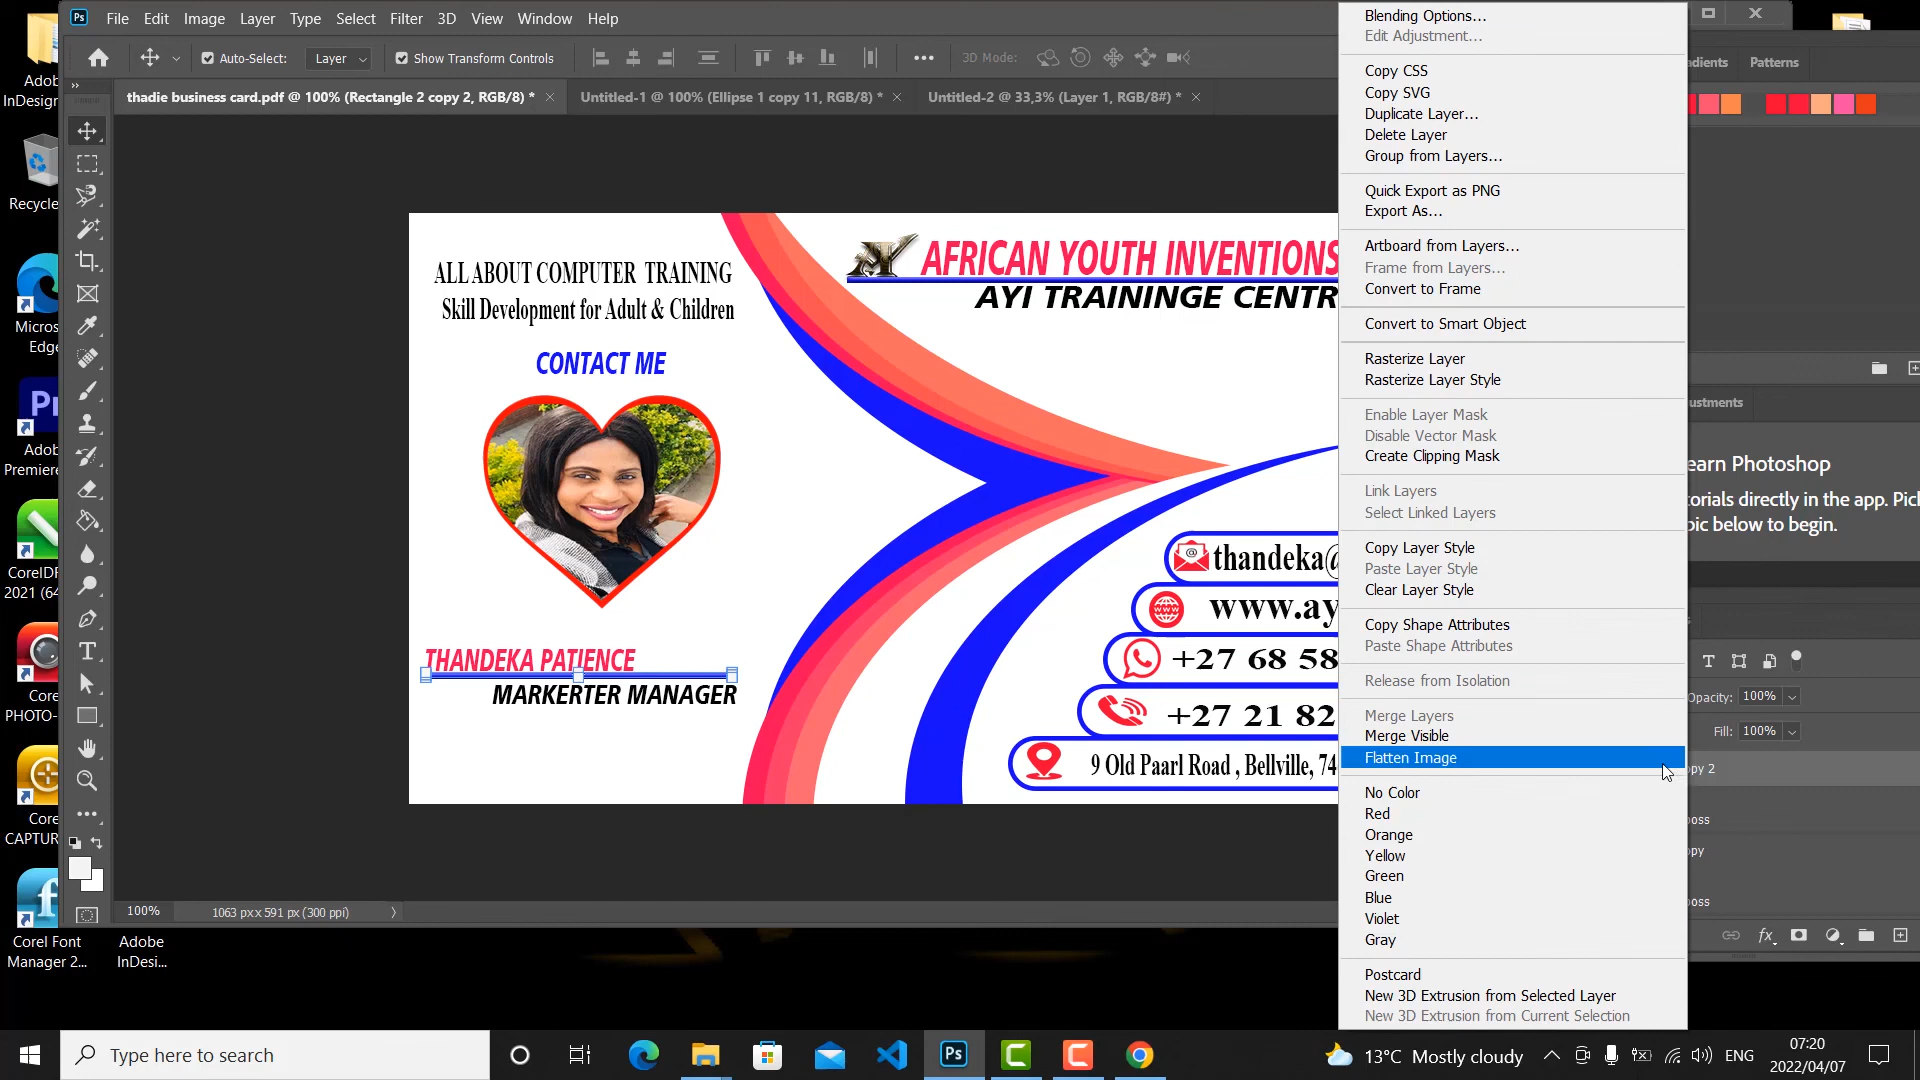 File Edit Image Layer Type Select Filter 3D View Window Help
Auto-Select: Layer Show Transform Controls 3D Mode:
thadie business card.pdf @ 100% (Rectangle 2 copy 2, RGB/8) *
Untitled-1 @ 100% (Ellipse 1 copy 11, RGB/8) *
Untitled-2 @ 33,3% (Layer 1, RGB/8#) *
Adob
InDesign
Recycle
Micros
Edge
Adob
Premiere
CorelDR
2021 (64
Core
PHOTO-
Core
CAPTUR
Corel Font
Manager 2...
Adobe
InDesi...
ALL ABOUT COMPUTER TRAINING
Skill Development for Adult & Children
CONTACT ME
THANDEKA PATIENCE
MARKERTER MANAGER
AFRICAN YOUTH INVENTIONS
AYI TRAININGE CENTR
thandeka@
www.ay
+27 68 58
+27 21 82
9 Old Paarl Road , Bellville, 74
100%
1063 px x 591 px (300 ppi)
Blending Options...
Edit Adjustment...
Copy CSS
Copy SVG
Duplicate Layer...
Delete Layer
Group from Layers...
Quick Export as PNG
Export As...
Artboard from Layers...
Frame from Layers...
Convert to Frame
Convert to Smart Object
Rasterize Layer
Rasterize Layer Style
Enable Layer Mask
Disable Vector Mask
Create Clipping Mask
Link Layers
Select Linked Layers
Copy Layer Style
Paste Layer Style
Clear Layer Style
Copy Shape Attributes
Paste Shape Attributes
Release from Isolation
Merge Layers
Merge Visible
Flatten Image
No Color
Red
Orange
Yellow
Green
Blue
Violet
Gray
Postcard
New 3D Extrusion from Selected Layer
New 3D Extrusion from Current Selection
adients Patterns
ustments
earn Photoshop
torials directly in the app. Pick
pic below to begin.
Opacity: 100%
Fill: 100%
opy 2
oss
opy
oss
Type here to search
13°C Mostly cloudy
ENG
07:20
2022/04/07